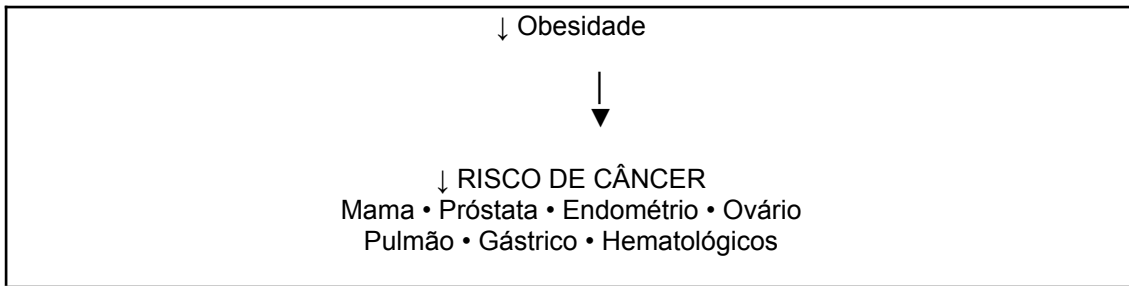 ↓ Obesidade
│
▼
↓ RISCO DE CÂNCER
Mama • Próstata • Endométrio • Ovário
Pulmão • Gástrico • Hematológicos